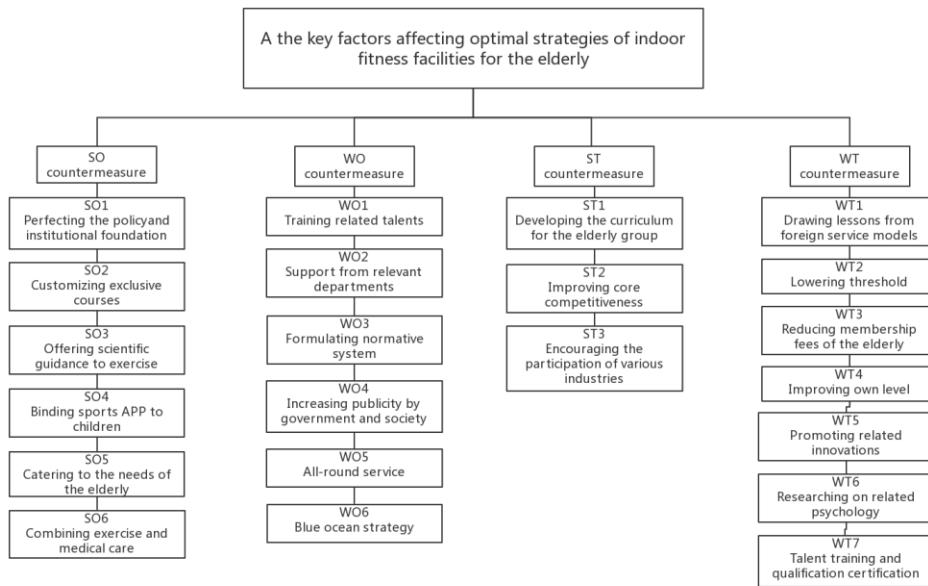 A the key factors affecting optimal strategies of indoor
fitness facilities for the elderly
SO
countermeasure
SO1
Perfecting the policyand
institutional foundation
SO2
Customizing exclusive
courses
SO3
Offering scientific
guidance to exercise
SO4
Binding sports APP to
children
SO5
Catering to the needs of
the elderly
SO6
Combining exercise and
medical care
WO
countermeasure
WO1
Training related talents
WO2
Support from relevant
departments
WO3
Formulating normative
system
WO4
Increasing publicity by
government and society
WO5
All-round service
WO6
Blue ocean strategy
ST
countermeasure
ST1
Developing the curriculum
for the elderly group
ST2
Improving core
competitiveness
ST3
Encouraging the
participation of various
industries
WT
countermeasure
WT1
Drawing lessons from
foreign service models
WT2
Lowering threshold
WT3
Reducing membership
fees of the elderly
WT4
Improving own level
WT5
Promoting related
innovations
WT6
Researching on related
psychology
WT7
Talent training and
qualification certification